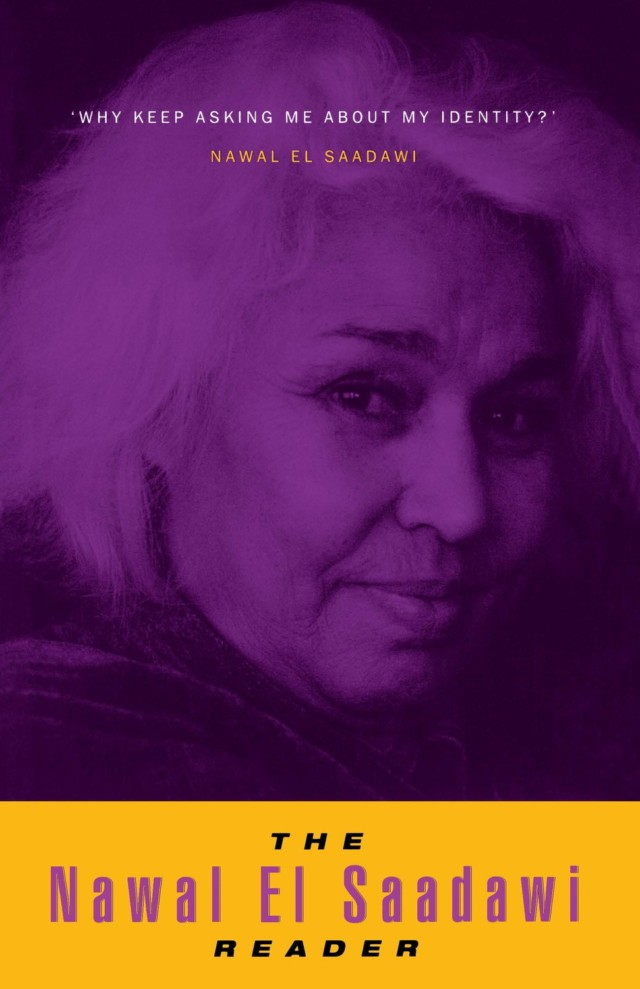 ‘WHY KEEP ASKING ME ABOUT MY IDENTITY?’
NAWAL EL SAADAWI
THE
Nawal El Saadawi
READER